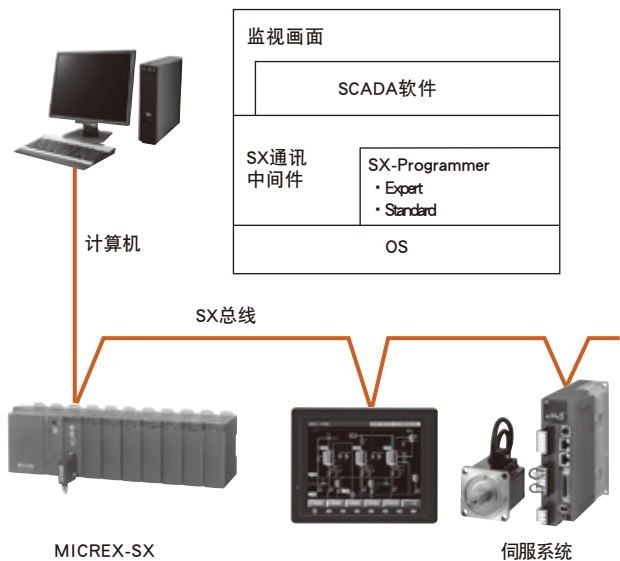 监视画面
SCADA软件
SX通讯
中间件
SX-Programmer
・Expert
・Standard
OS
计算机
SX总线
MICREX-SX
伺服系统